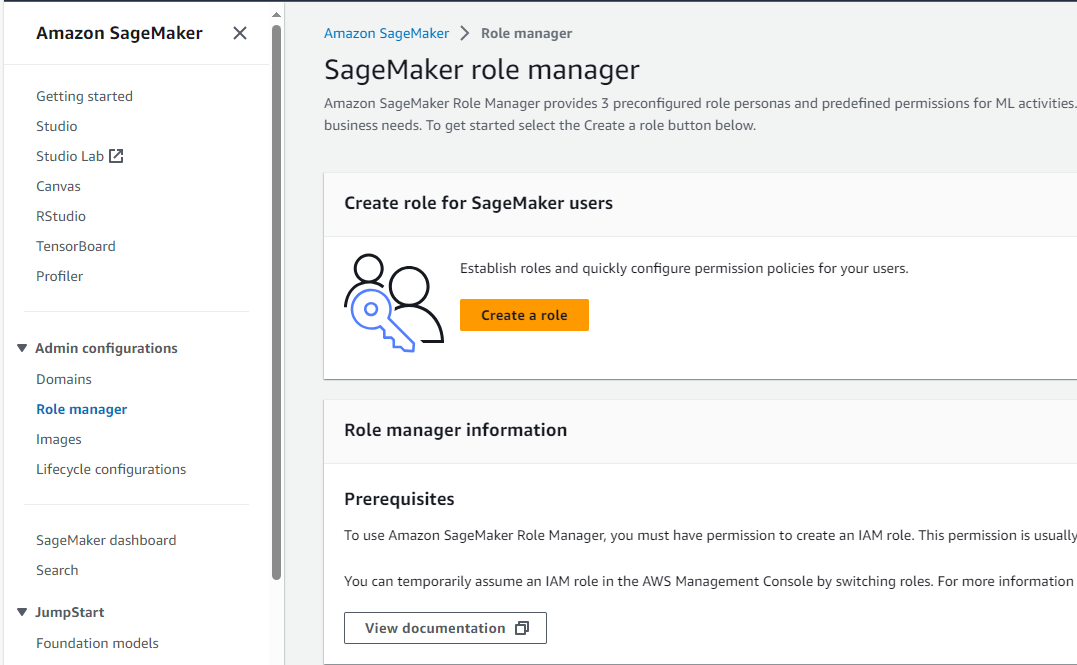 Amazon SageMaker
Getting started
Studio
Studio Lab
Canvas
RStudio
TensorBoard
Profiler
Admin configurations
Domains
Role manager
Images
Lifecycle configurations
SageMaker dashboard
Search
JumpStart
Foundation models
Amazon SageMaker > Role manager
SageMaker role manager
Amazon SageMaker Role Manager provides 3 preconfigured role personas and predefined permissions for ML activities.
business needs. To get started select the Create a role button below.
Create role for SageMaker users
Establish roles and quickly configure permission policies for your users.
Create a role
Role manager information
Prerequisites
To use Amazon SageMaker Role Manager, you must have permission to create an IAM role. This permission is usually
You can temporarily assume an IAM role in the AWS Management Console by switching roles. For more information
View documentation